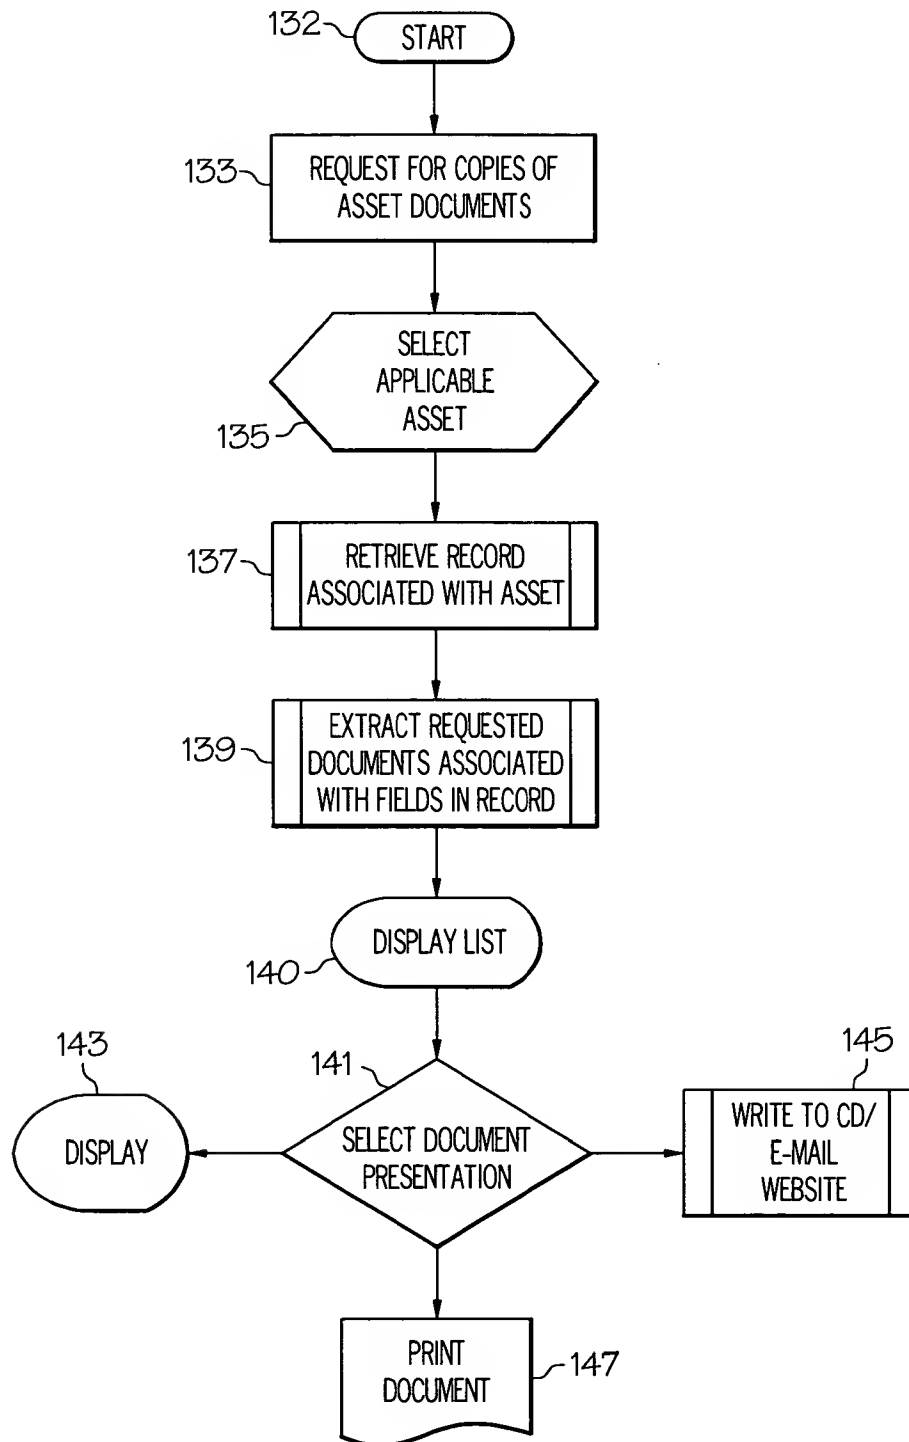 132
START
133
REQUEST FOR COPIES OF
ASSET DOCUMENTS
SELECT
APPLICABLE
ASSET
135
137
RETRIEVE RECORD
ASSOCIATED WITH ASSET
139
EXTRACT REQUESTED
DOCUMENTS ASSOCIATED
WITH FIELDS IN RECORD
DISPLAY LIST
140
143
DISPLAY
141
SELECT DOCUMENT
PRESENTATION
145
WRITE TO CD/
E-MAIL
WEBSITE
PRINT
DOCUMENT
147